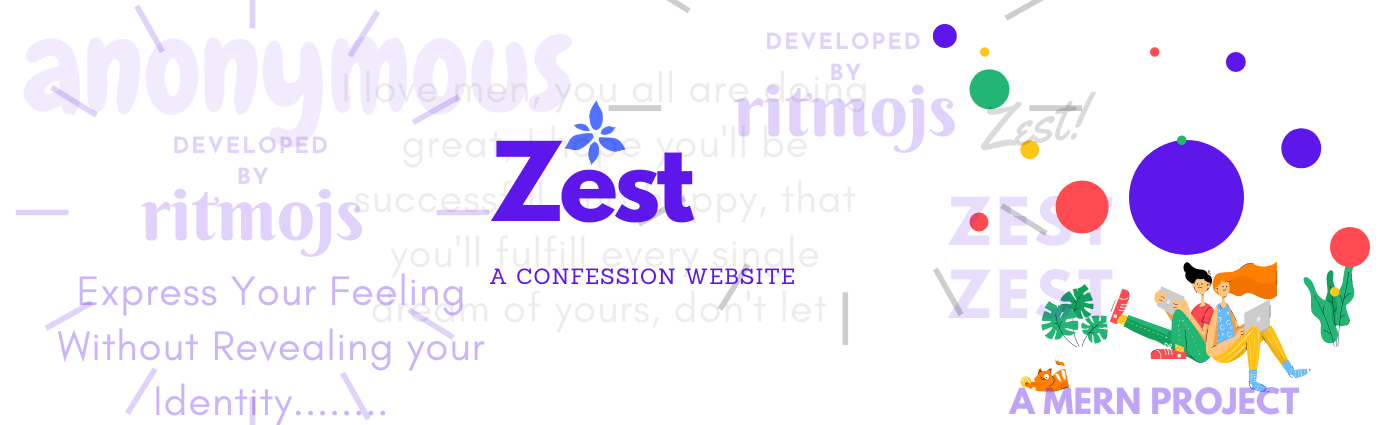 anonymous
DEVELOPED
BY
ritmojs
Express Your Feeling
Without Revealing your
Identity........
I love men, you all are doing
great, I hope you'll be
successful happy, that
you'll fulfill every single
dream of yours, don't let
Zest
A CONFESSION WEBSITE
DEVELOPED
BY
ritmojs
Zest!
ZEST
ZEST
A MERN PROJECT